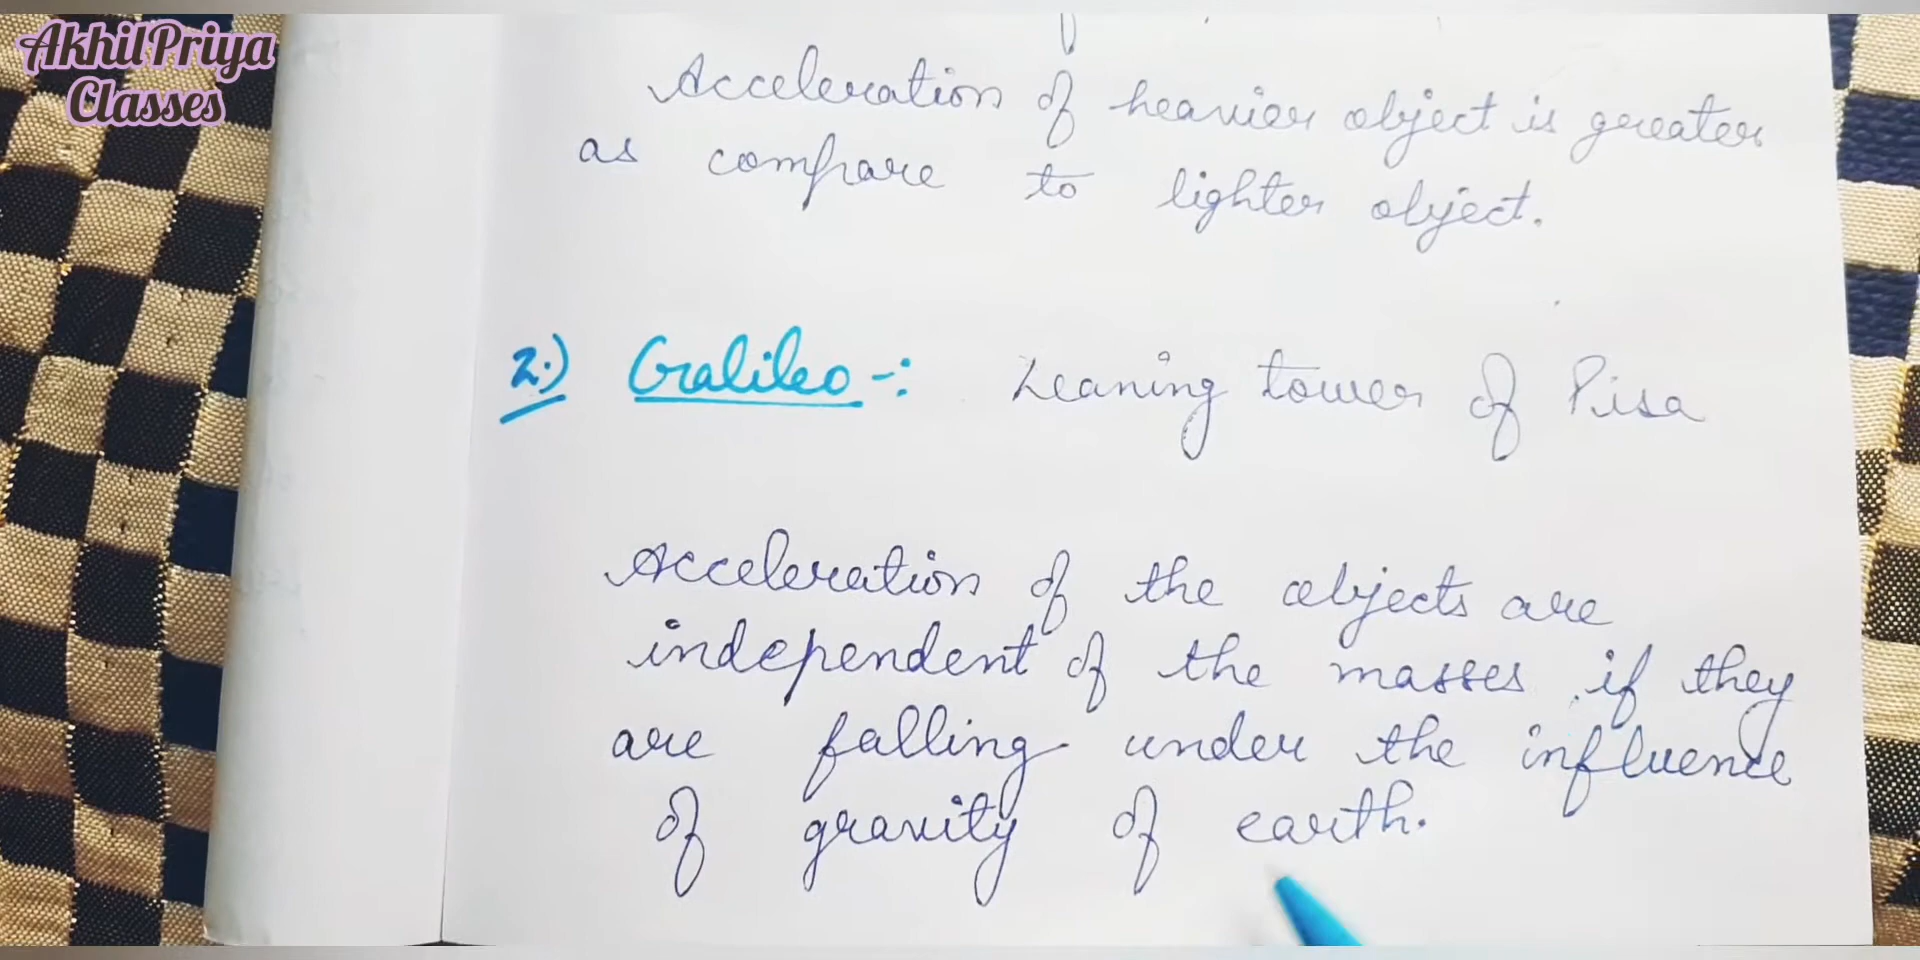 AkhilPriya
Classes
Acceleration of heavier object is greater
as compare to lighter object.
2.) Galileo -: Leaning tower of Pisa
Acceleration of the objects are
independent of the masses if they
are falling under the influence
of gravity of earth.